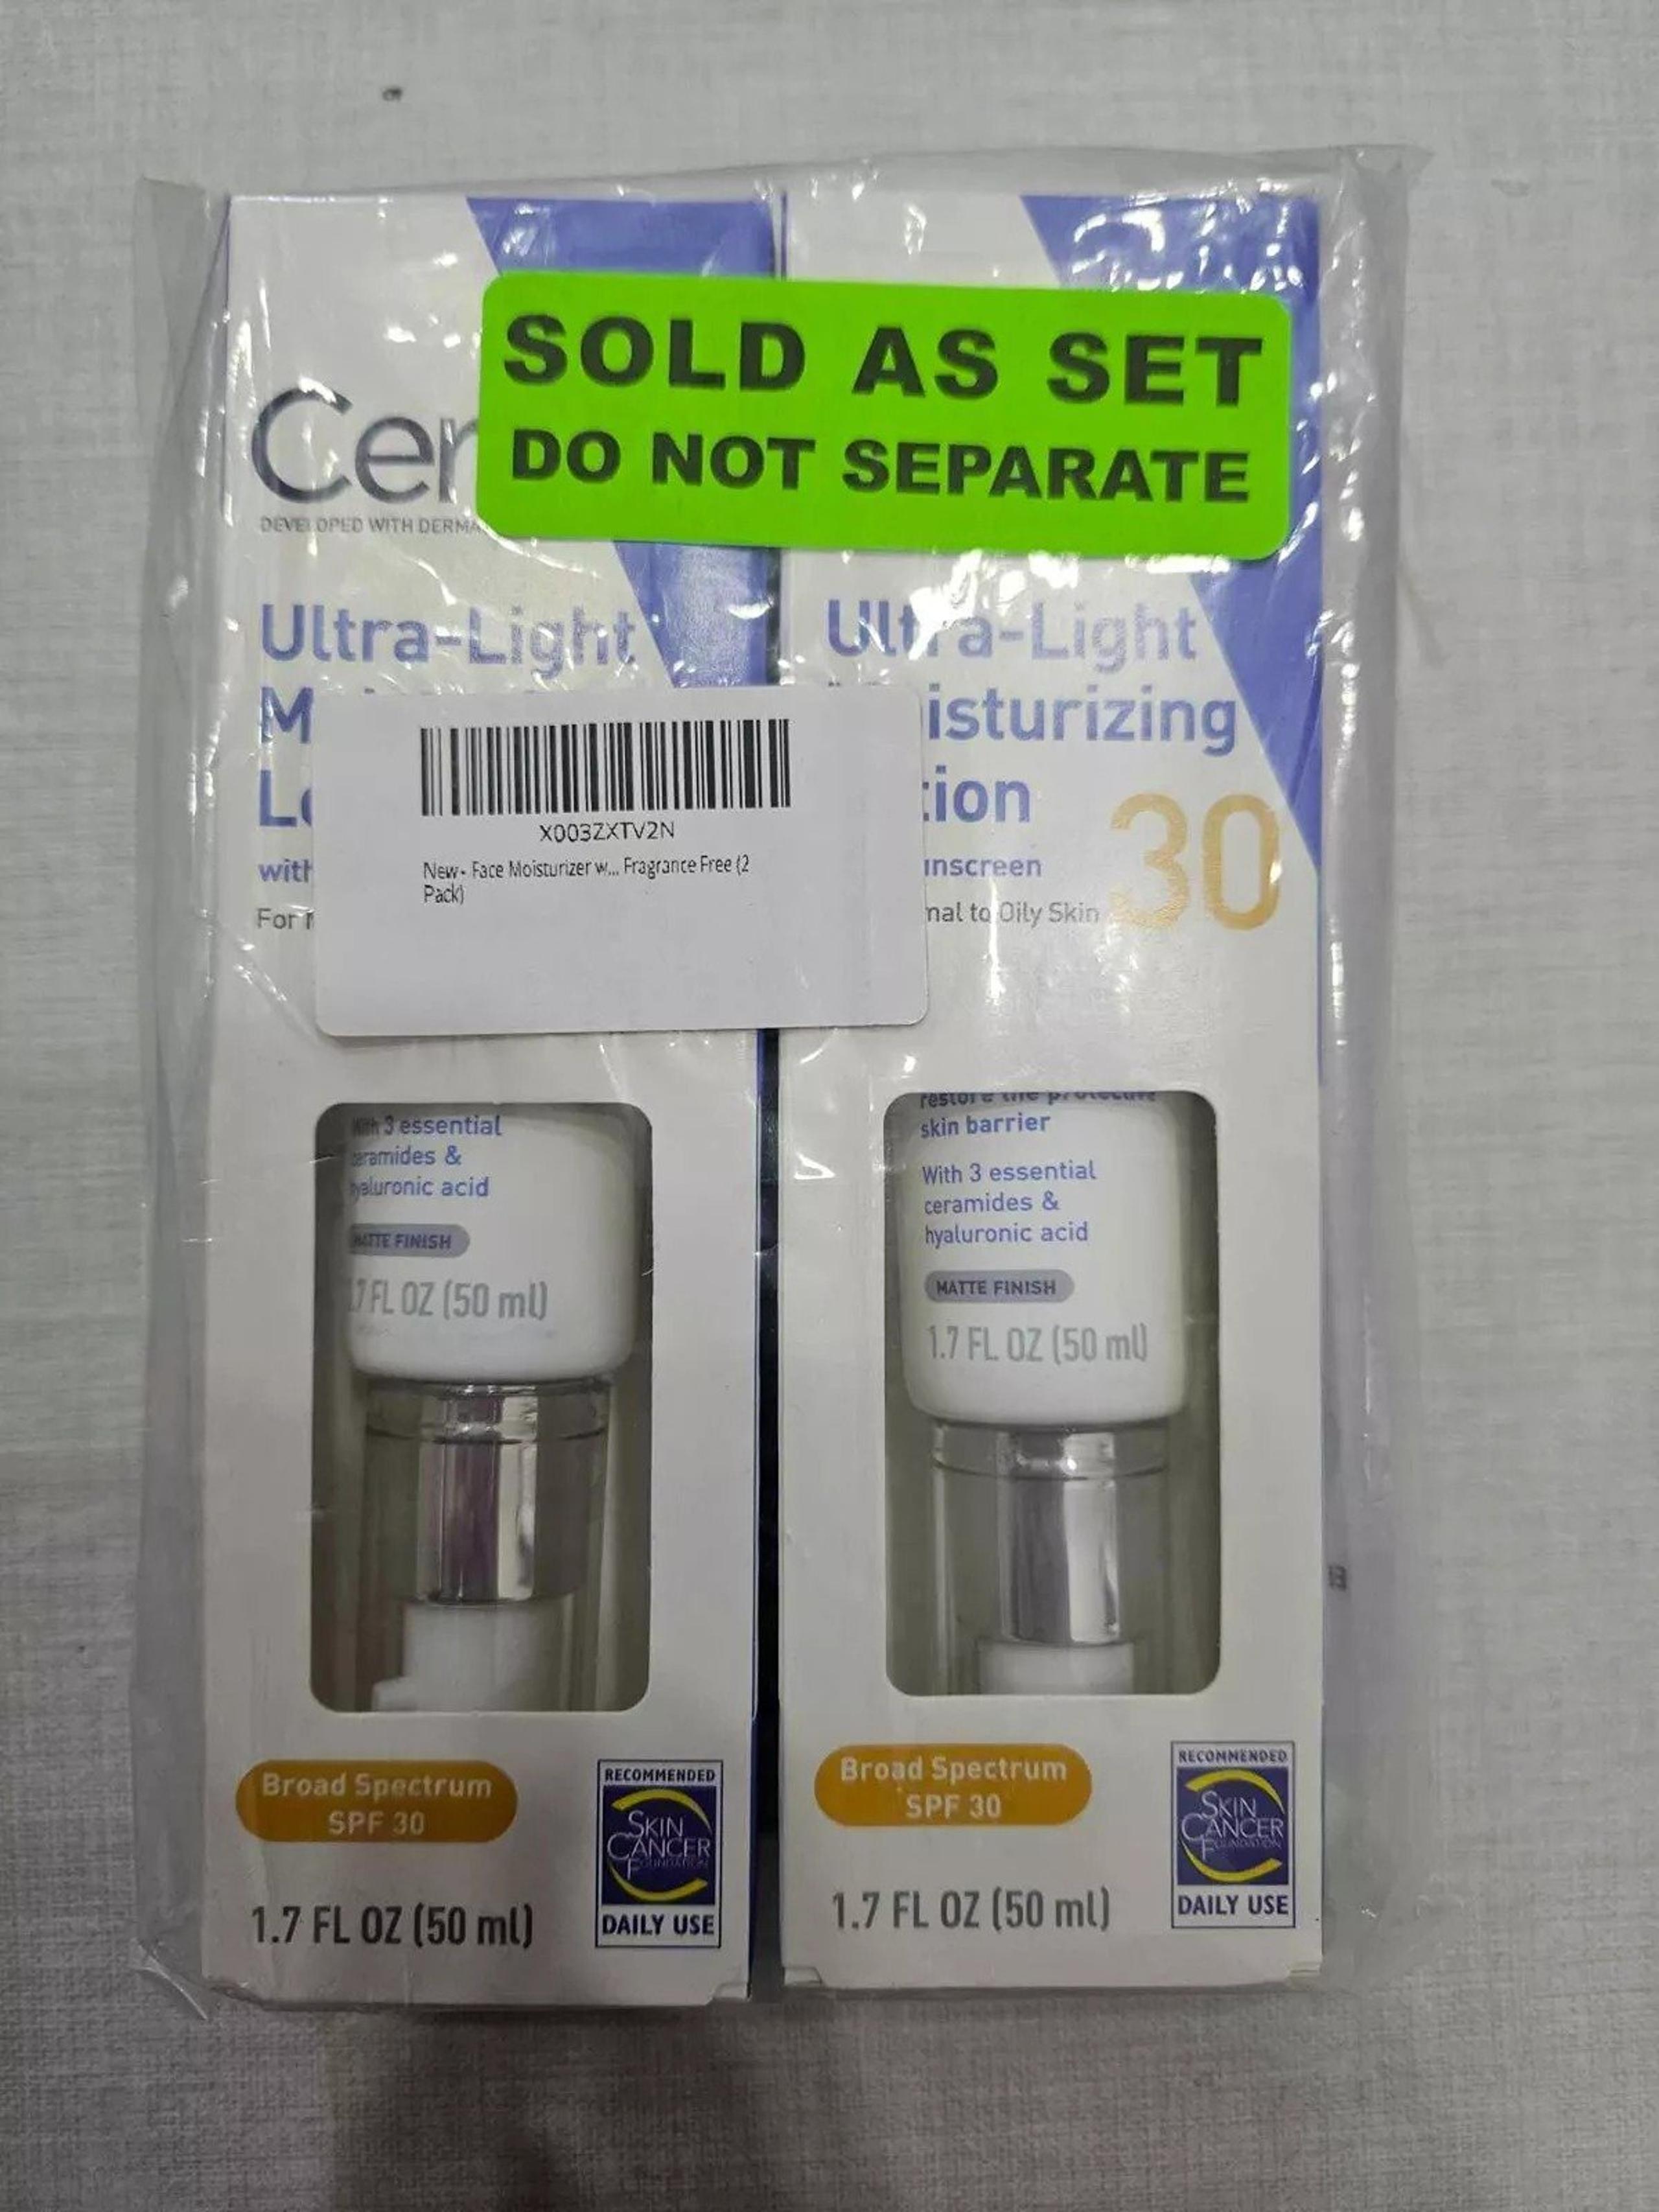 SOLD AS SET
DO NOT SEPARATE
Cer
DEVELOPED WITH DERMA
Ultra-Light
M
L
with
For
Ultra-Light
isturizing
tion
30
unscreen
mal to Oily Skin
X003ZXTV2N
New- Face Moisturizer w... Fragrance Free (2
Pack)
With 3 essential
ceramides &
hyaluronic acid
MATTE FINISH
1.7 FL OZ (50 ml)
restore the protective
skin barrier
With 3 essential
ceramides &
hyaluronic acid
MATTE FINISH
1.7 FL OZ (50 ml)
Broad Spectrum
SPF 30
1.7 FL OZ (50 ml)
RECOMMENDED
SKIN
CANCER
FOUNDATION
DAILY USE
Broad Spectrum
SPF 30
1.7 FL OZ (50 ml)
RECOMMENDED
SKIN
CANCER
FOUNDATION
DAILY USE